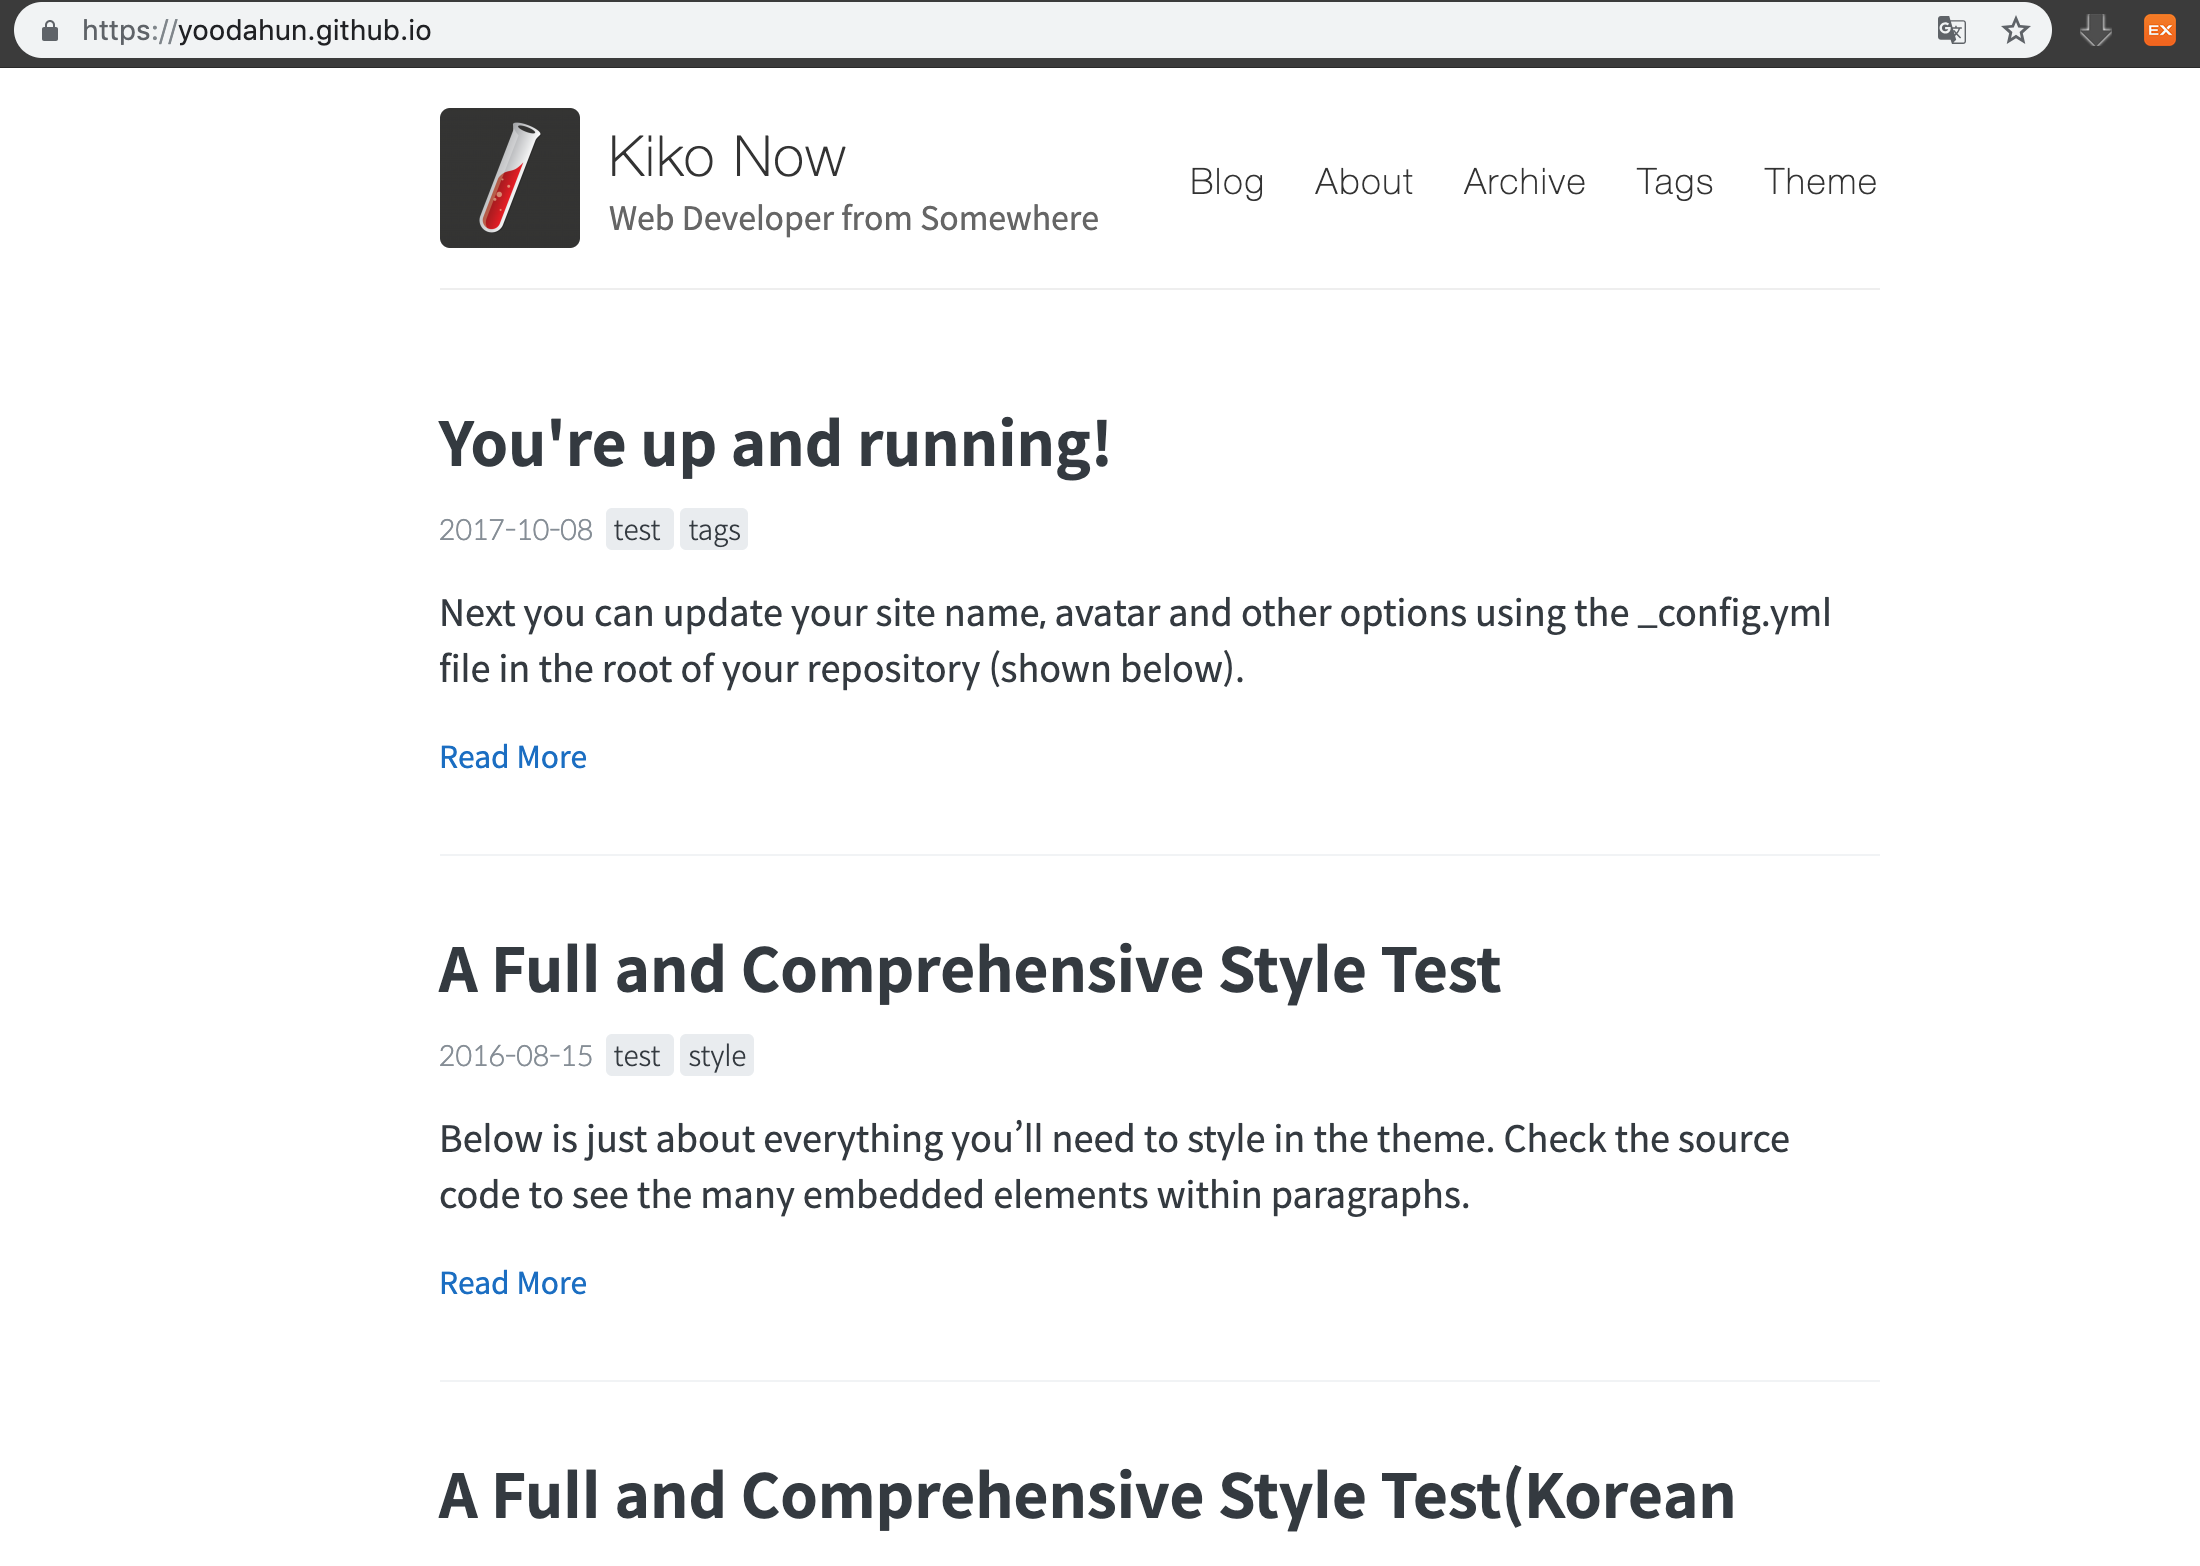 https://yoodahun.github.io
EX
Kiko Now
Web Developer from Somewhere
Blog About Archive Tags Theme
You're up and running!
2017-10-08 test tags
Next you can update your site name, avatar and other options using the _config.yml
file in the root of your repository (shown below).
Read More
A Full and Comprehensive Style Test
2016-08-15 test style
Below is just about everything you’ll need to style in the theme. Check the source
code to see the many embedded elements within paragraphs.
Read More
A Full and Comprehensive Style Test(Korean